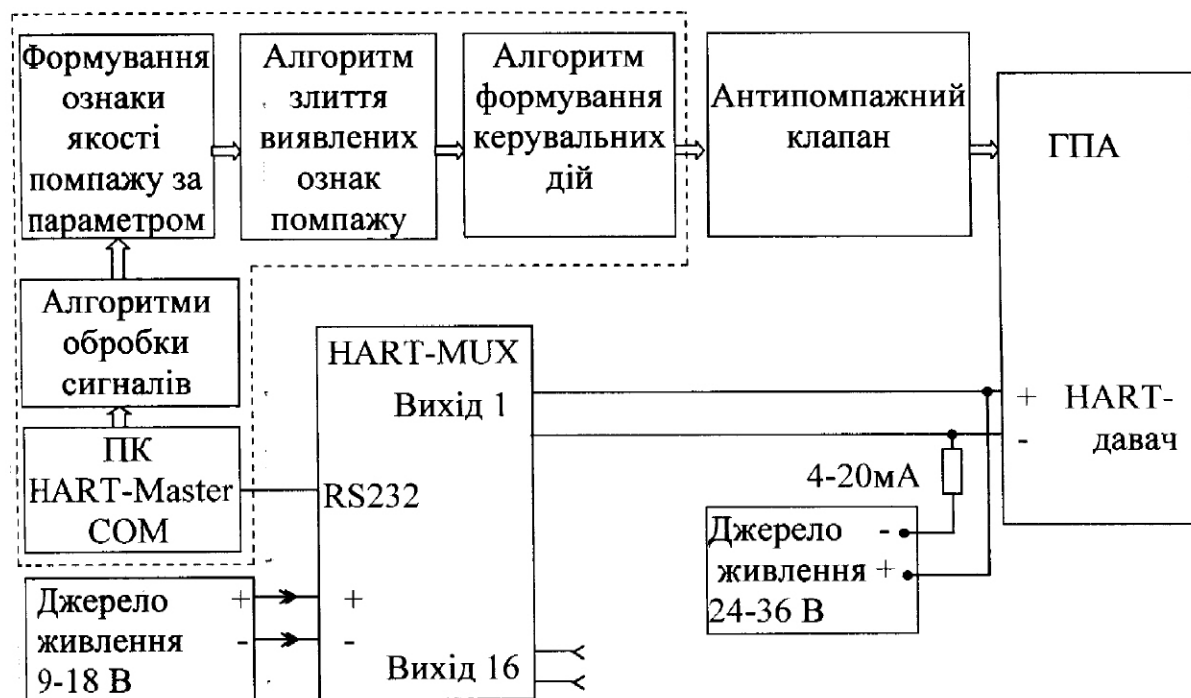 Формування
ознаки
якості
помпажу за
параметром
Алгоритм
злиття
виявлених
ознак
помпажу
Алгоритм
формування
керувальних
дій
Антипомпажний
клапан
ГПА
Алгоритми
обробки
сигналів
ПК
HART-Master
COM
HART-MUX
Вихід 1
RS232
+
-
Вихід 16
+ HART-
- давач
4-20мА
Джерело -
живлення +
24-36 В
Джерело +
живлення -
9-18 В